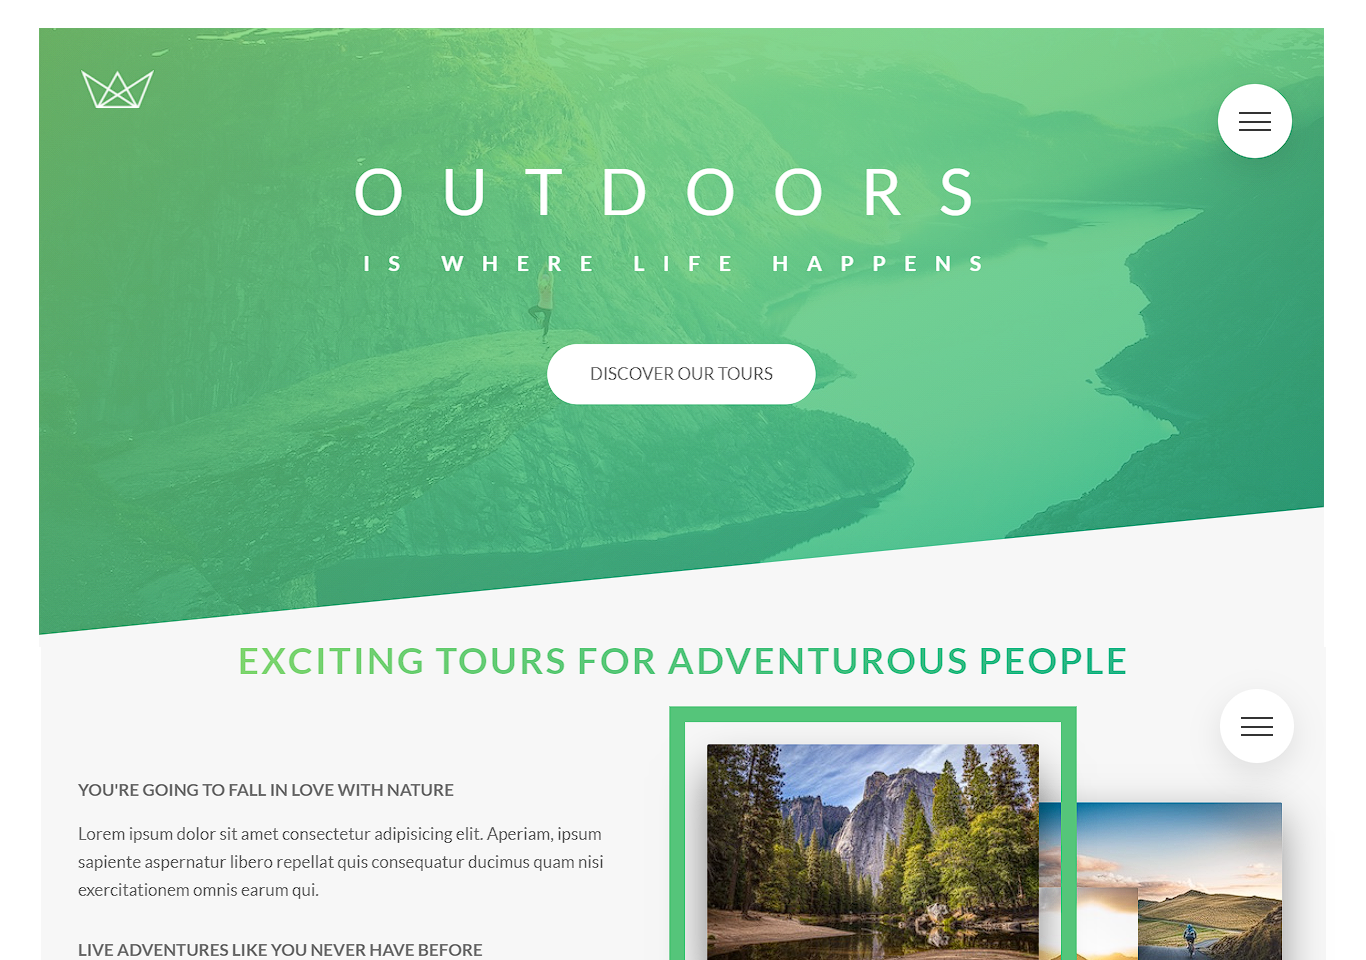 OUTDOORS
IS WHERE LIFE HAPPENS
DISCOVER OUR TOURS
EXCITING TOURS FOR ADVENTUROUS PEOPLE
YOU'RE GOING TO FALL IN LOVE WITH NATURE
Lorem ipsum dolor sit amet consectetur adipisicing elit. Aperiam, ipsum
sapiente aspernatur libero repellat quis consequatur ducimus quam nisi
exercitationem omnis earum qui.
LIVE ADVENTURES LIKE YOU NEVER HAVE BEFORE